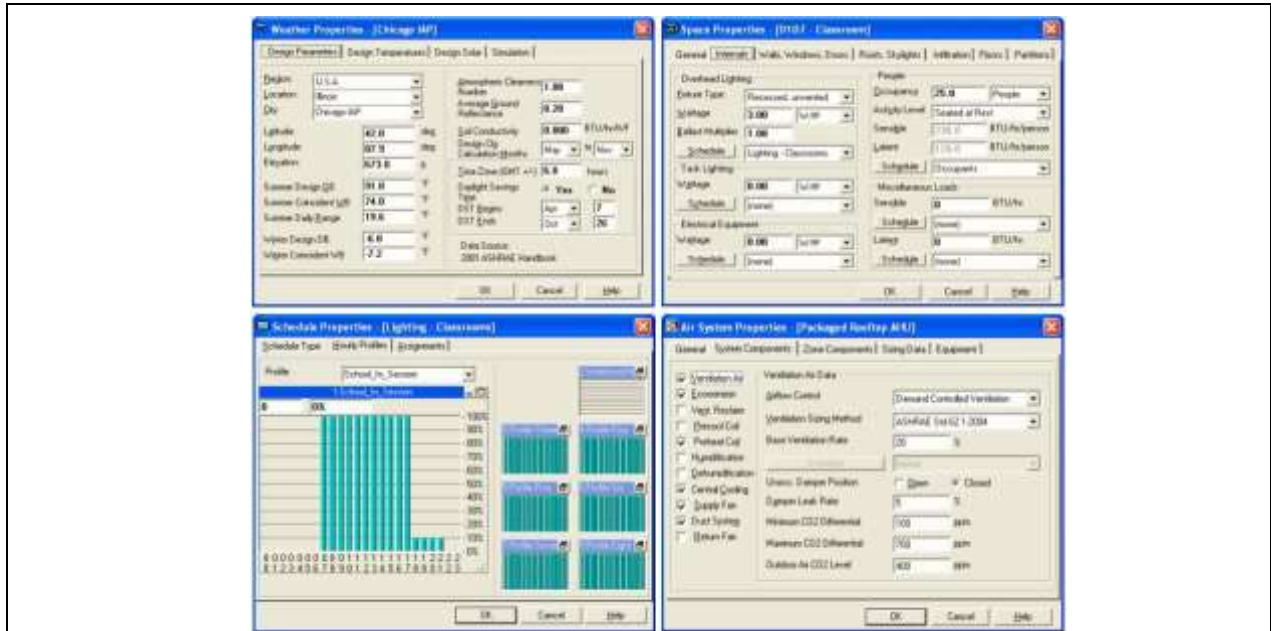 Weather Properties - [Chicago IAP]
Design Parameters Design Temperatures Design Solar Simulation
Region: U.S.A.
Location: Illinois
City: Chicago IAP
Latitude: 42.0 deg
Longitude: 87.9 deg
Elevation: 673.0
Summer Design DB 91.0 °F
Summer Coincident WB 74.0 °F
Summer Daily Range 19.6 °F
Winter Design DB -6.0 °F
Winter Coincident WB -7.2 °F
Atmospheric Clearness Number 1.00
Average Ground Reflectance 0.20
Soil Conductivity 0.800
Design Clg Calculation Months to Nov
Time Zone (GMT +/-) 6.0 hours
Daylight Savings Time Yes No
DST Begins Apr 7
DST Ends Oct
Data Source:
2001 ASHRAE Handbook
OK Cancel Help
Space Properties - [D107 - Classroom]
General Internals Walls, Windows, Doors Roofs, Skylights Infiltration Floors Partitions
Overhead Lighting
Fixture Type: Recessed, unvented
Wattage 3.00
Ballast Multiplier 1.00
Schedule Lighting - Classrooms
Task Lighting
Wattage 0.00
Schedule (none)
Electrical Equipment
Wattage 0.00
Schedule (none)
People
Occupancy 25.0 People
Activity Level Seated at Rest
Sensible BTU/hr/person
Latent BTU/hr/person
Schedule Occupants
Miscellaneous Loads
Sensible 0 BTU/hr
Schedule (none)
Latent 0 BTU/hr
Schedule (none)
OK Cancel Help
Schedule Properties - [Lighting - Classrooms]
Schedule Type Hourly Profiles Assignments
Profile School_In_Session
1:School_In_Session
100%
90%
80%
70%
60%
50%
40%
30%
20%
10%
0%
OK Cancel Help
Air System Properties - [Packaged Rooftop AHU]
General System Components Zone Components Sizing Data Equipment
Ventilation Air
Economizer
Vent. Reclaim
Precool Coil
Preheat Coil
Humidification
Dehumidification
Central Cooling
Supply Fan
Duct System
Return Fan
Ventilation Air Data
Airflow Control Demand Controlled Ventilation
Ventilation Sizing Method ASHRAE Std 62.1-2004
Base Ventilation Rate 20 %
Unocc. Damper Position Open Closed
Damper Leak Rate 5 %
Minimum CO2 Differential 100 ppm
Maximum CO2 Differential 700 ppm
Outdoor Air CO2 Level 400 ppm
OK Cancel Help